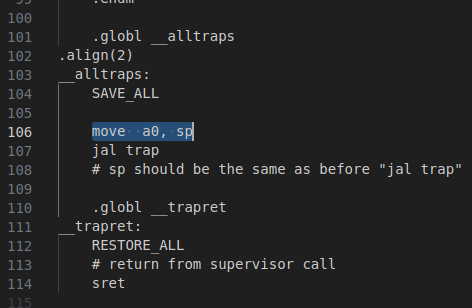 100
101 .globl __alltraps
102 .align(2)
103 __alltraps:
104 SAVE_ALL
105
106 move  a0, sp
107 jal trap
108 # sp should be the same as before "jal trap"
109
110 .globl __trapret
111 __trapret:
112 RESTORE_ALL
113 # return from supervisor call
114 sret
115